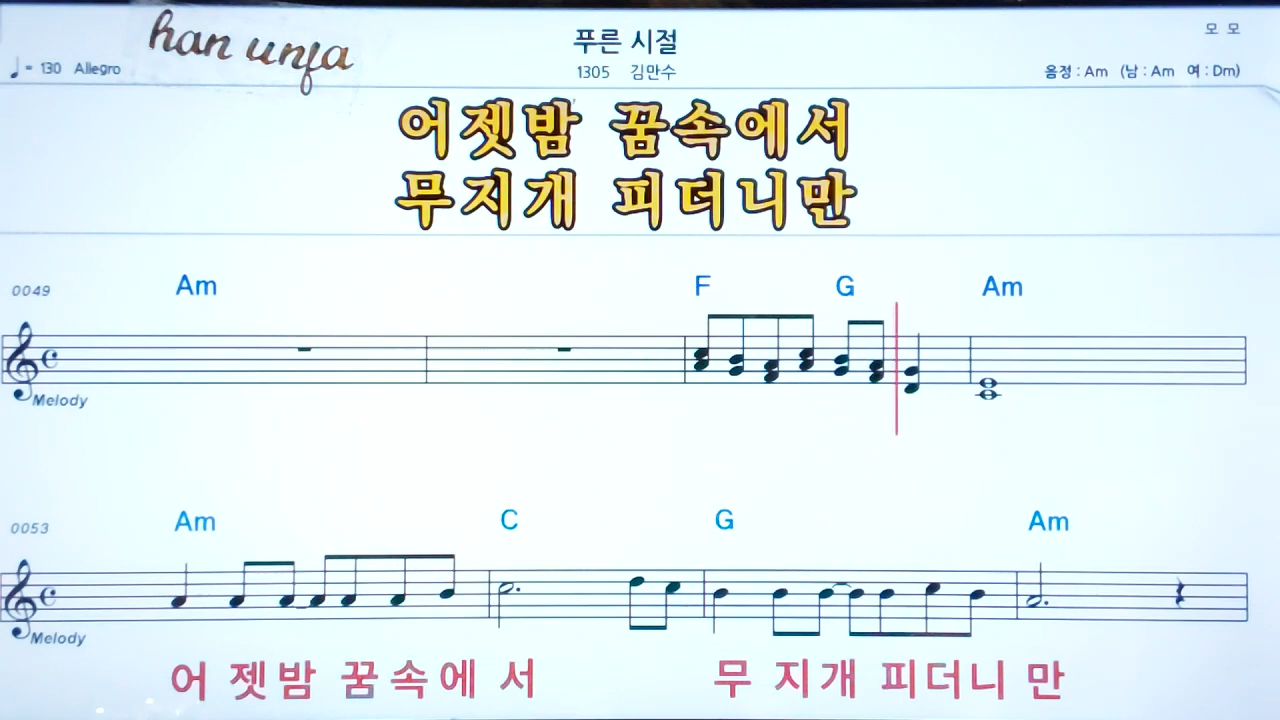 han unja
푸른 시절
모 모
♩= 130 Allegro
1305 김만수
음정 : Am (남 : Am 여 : Dm)
어젯밤 꿈속에서
무지개 피더니만
0049 Am F G Am
Melody
0053 Am C G Am
Melody
어 젯밤 꿈속에 서 무 지개 피더니 만